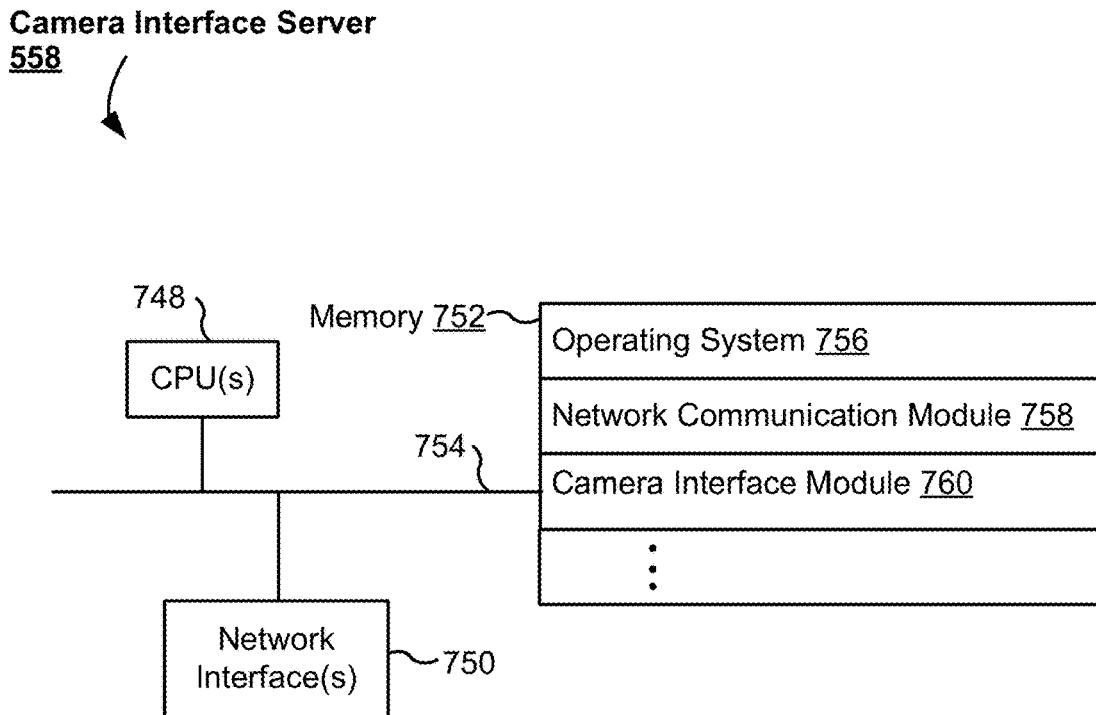 Camera Interface Server
558
748
CPU(s)
Memory 752
Operating System 756
Network Communication Module 758
754
Camera Interface Module 760
Network
Interface(s)
750